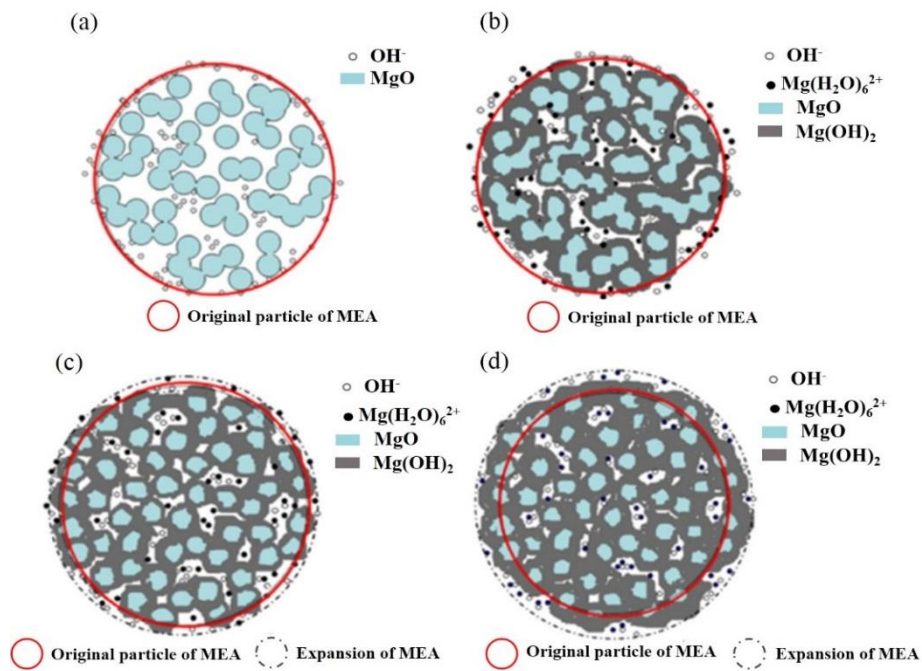 (a)
OH⁻
MgO
Original particle of MEA
(b)
OH⁻
Mg(H₂O)₆²⁺
MgO
Mg(OH)₂
Original particle of MEA
(c)
OH⁻
Mg(H₂O)₆²⁺
MgO
Mg(OH)₂
Original particle of MEA
Expansion of MEA
(d)
OH⁻
Mg(H₂O)₆²⁺
MgO
Mg(OH)₂
Original particle of MEA
Expansion of MEA